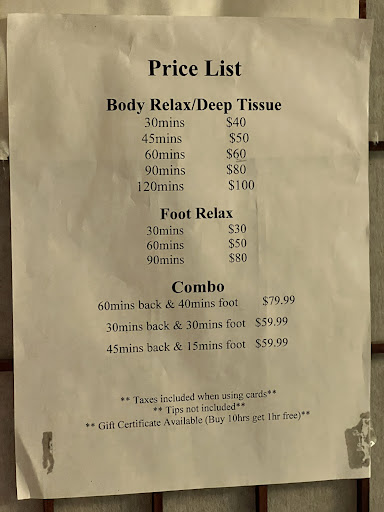 Price List
Body Relax/Deep Tissue
30mins $40
45mins $50
60mins $60
90mins $80
120mins $100
Foot Relax
30mins $30
60mins $50
90mins $80
Combo
60mins back & 40mins foot $79.99
30mins back & 30mins foot $59.99
45mins back & 15mins foot $59.99
** Taxes included when using cards**
** Tips not included**
** Gift Certificate Available (Buy 10hrs get 1hr free)**